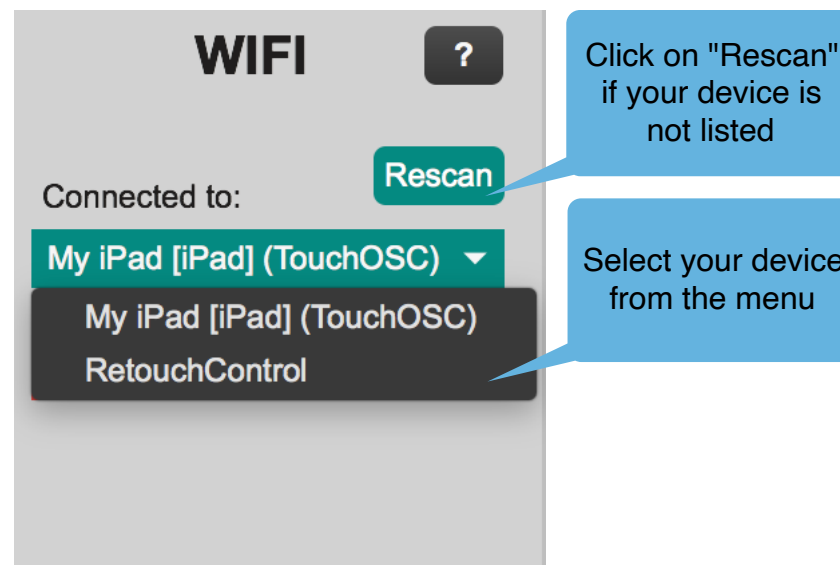 WIFI
?
Click on "Rescan"
if your device is
not listed
Rescan
Connected to:
My iPad [iPad] (TouchOSC)
My iPad [iPad] (TouchOSC)
RetouchControl
Select your device
from the menu